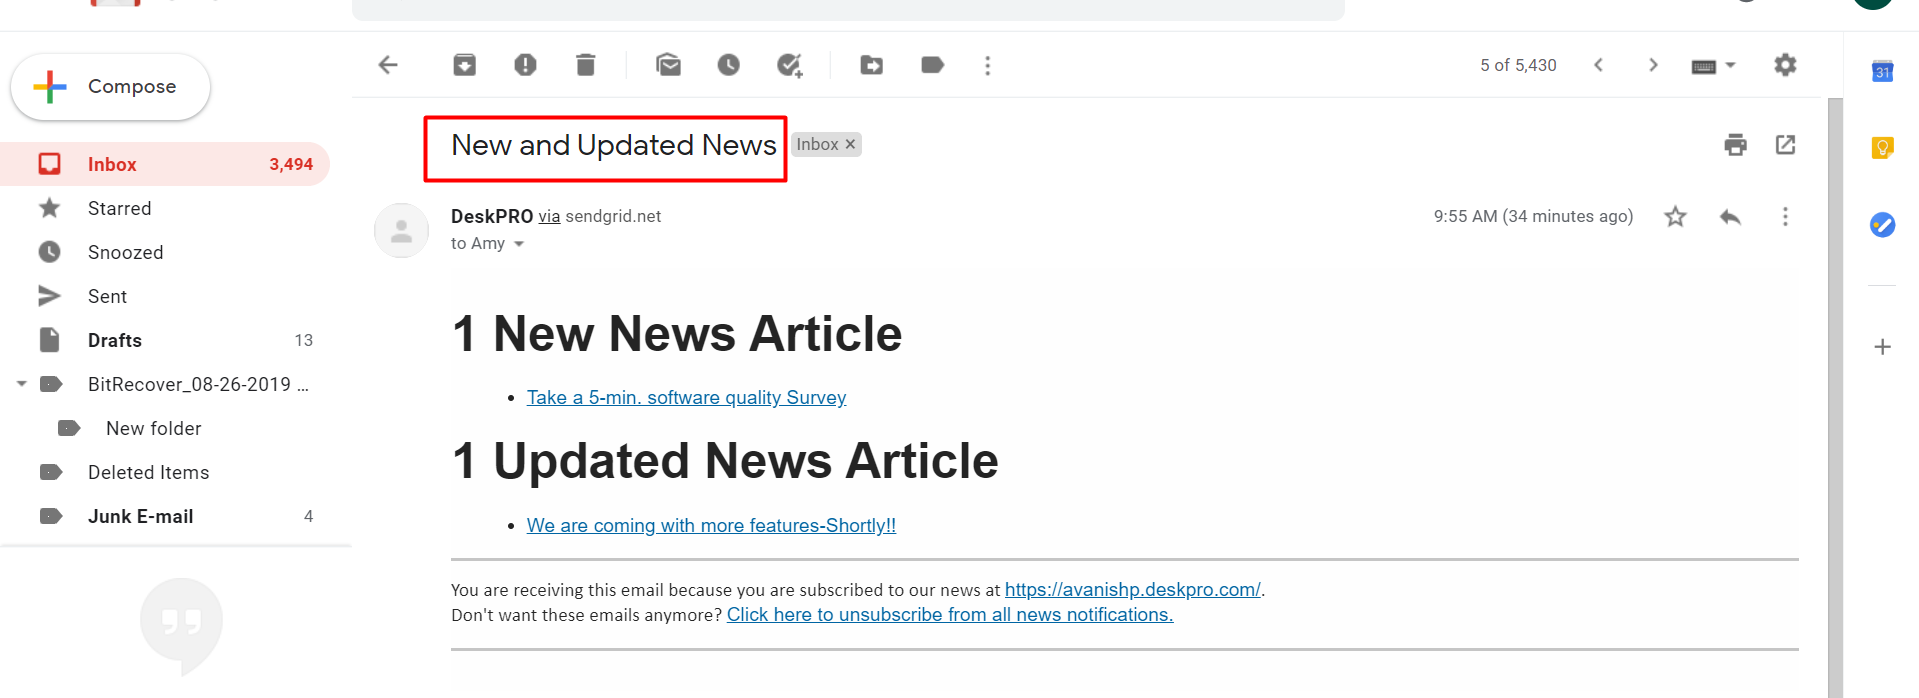 Compose
5 of 5,430
31
Inbox 3,494
Starred
Snoozed
Sent
Drafts 13
BitRecover_08-26-2019 ...
New folder
Deleted Items
Junk E-mail 4
New and Updated News Inbox ×
DeskPRO via sendgrid.net 9:55 AM (34 minutes ago)
to Amy
1 New News Article
• Take a 5-min. software quality Survey
1 Updated News Article
• We are coming with more features-Shortly!!
You are receiving this email because you are subscribed to our news at https://avanishp.deskpro.com/.
Don't want these emails anymore? Click here to unsubscribe from all news notifications.